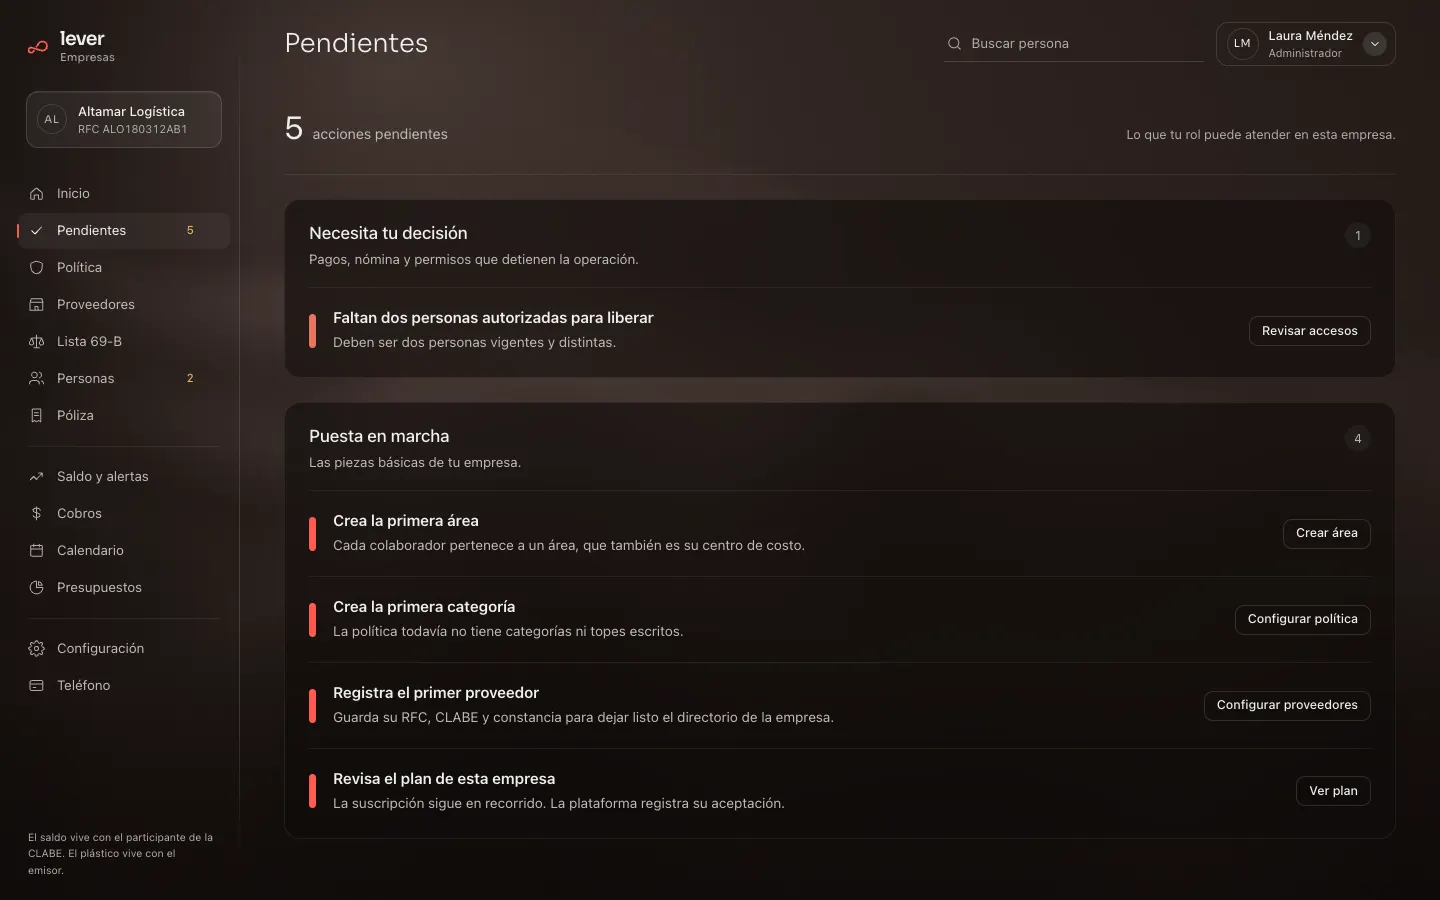 lever
Empresas
AL
Altamar Logística
RFC ALO180312AB1
Inicio
Pendientes 5
Política
Proveedores
Lista 69-B
Personas 2
Póliza
Saldo y alertas
Cobros
Calendario
Presupuestos
Configuración
Teléfono
El saldo vive con el participante de la
CLABE. El plástico vive con el
emisor.
Pendientes
Buscar persona
LM
Laura Méndez
Administrador
5 acciones pendientes
Lo que tu rol puede atender en esta empresa.
Necesita tu decisión
1
Pagos, nómina y permisos que detienen la operación.
Faltan dos personas autorizadas para liberar
Deben ser dos personas vigentes y distintas.
Revisar accesos
Puesta en marcha
4
Las piezas básicas de tu empresa.
Crea la primera área
Cada colaborador pertenece a un área, que también es su centro de costo.
Crear área
Crea la primera categoría
La política todavía no tiene categorías ni topes escritos.
Configurar política
Registra el primer proveedor
Guarda su RFC, CLABE y constancia para dejar listo el directorio de la empresa.
Configurar proveedores
Revisa el plan de esta empresa
La suscripción sigue en recorrido. La plataforma registra su aceptación.
Ver plan